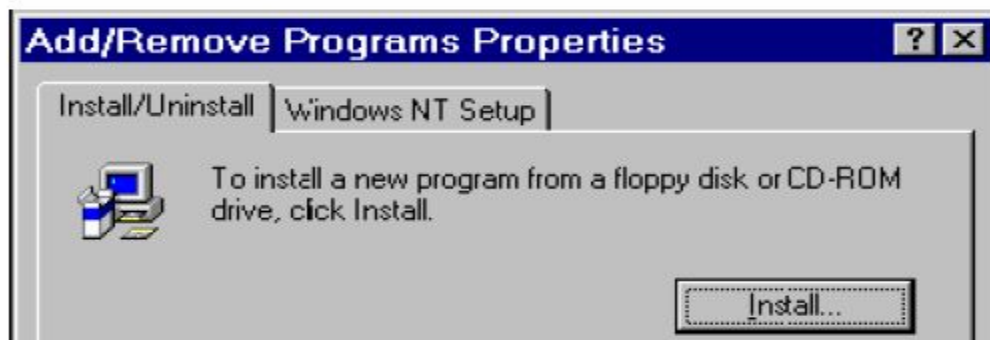 Add/Remove Programs Properties
?
Install/Uninstall
Windows NT Setup
To install a new program from a floppy disk or CD-ROM
drive, click Install.
Install...